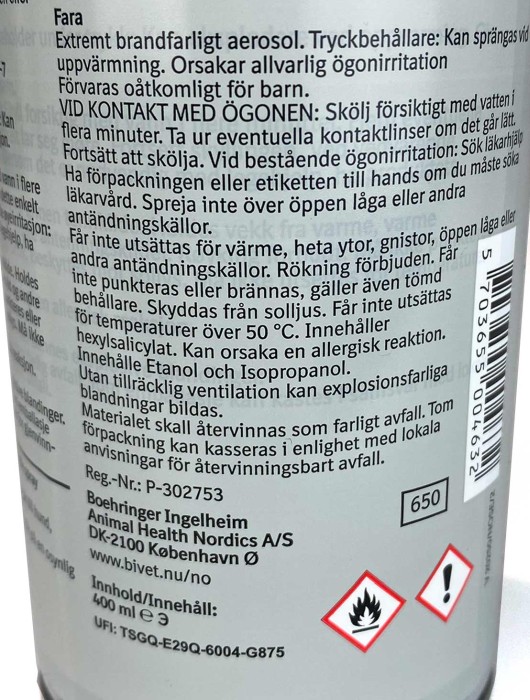 Fara
Extremt brandfarligt aerosol. Tryckbehållare: Kan sprängas vid
uppvärmning. Orsakar allvarlig ögonirritation
Förvaras oåtkomligt för barn.
VID KONTAKT MED ÖGONEN: Skölj försiktigt med vatten i
flera minuter. Ta ur eventuella kontaktlinser om det går lätt.
Fortsätt att skölja. Vid bestående ögonirritation: Sök läkarhjälp
Ha förpackningen eller etiketten till hands om du måste söka
läkarvård. Spreja inte över öppen låga eller andra
antändningskällor.
Får inte utsättas för värme, heta ytor, gnistor, öppen låga eller
andra antändningskällor. Rökning förbjuden. Får
inte punkteras eller brännas, gäller även tömd
behållare. Skyddas från solljus. Får inte utsättas
för temperaturer över 50 °C. Innehåller
hexylsalicylat. Kan orsaka en allergisk reaktion.
Innehålle Etanol och Isopropanol.
Utan tillräcklig ventilation kan explosionsfarliga
blandningar bildas.
Materialet skall återvinnas som farligt avfall. Tom
förpackning kan kasseras i enlighet med lokala
anvisningar för återvinningsbart avfall.
Reg.-Nr.: P-302753
Boehringer Ingelheim
Animal Health Nordics A/S
DK-2100 København Ø
www.bivet.nu/no
Innhold/Innehåll:
400 ml e 3
UFI: TSGQ-E29Q-6004-G875
650
5 703655 004632